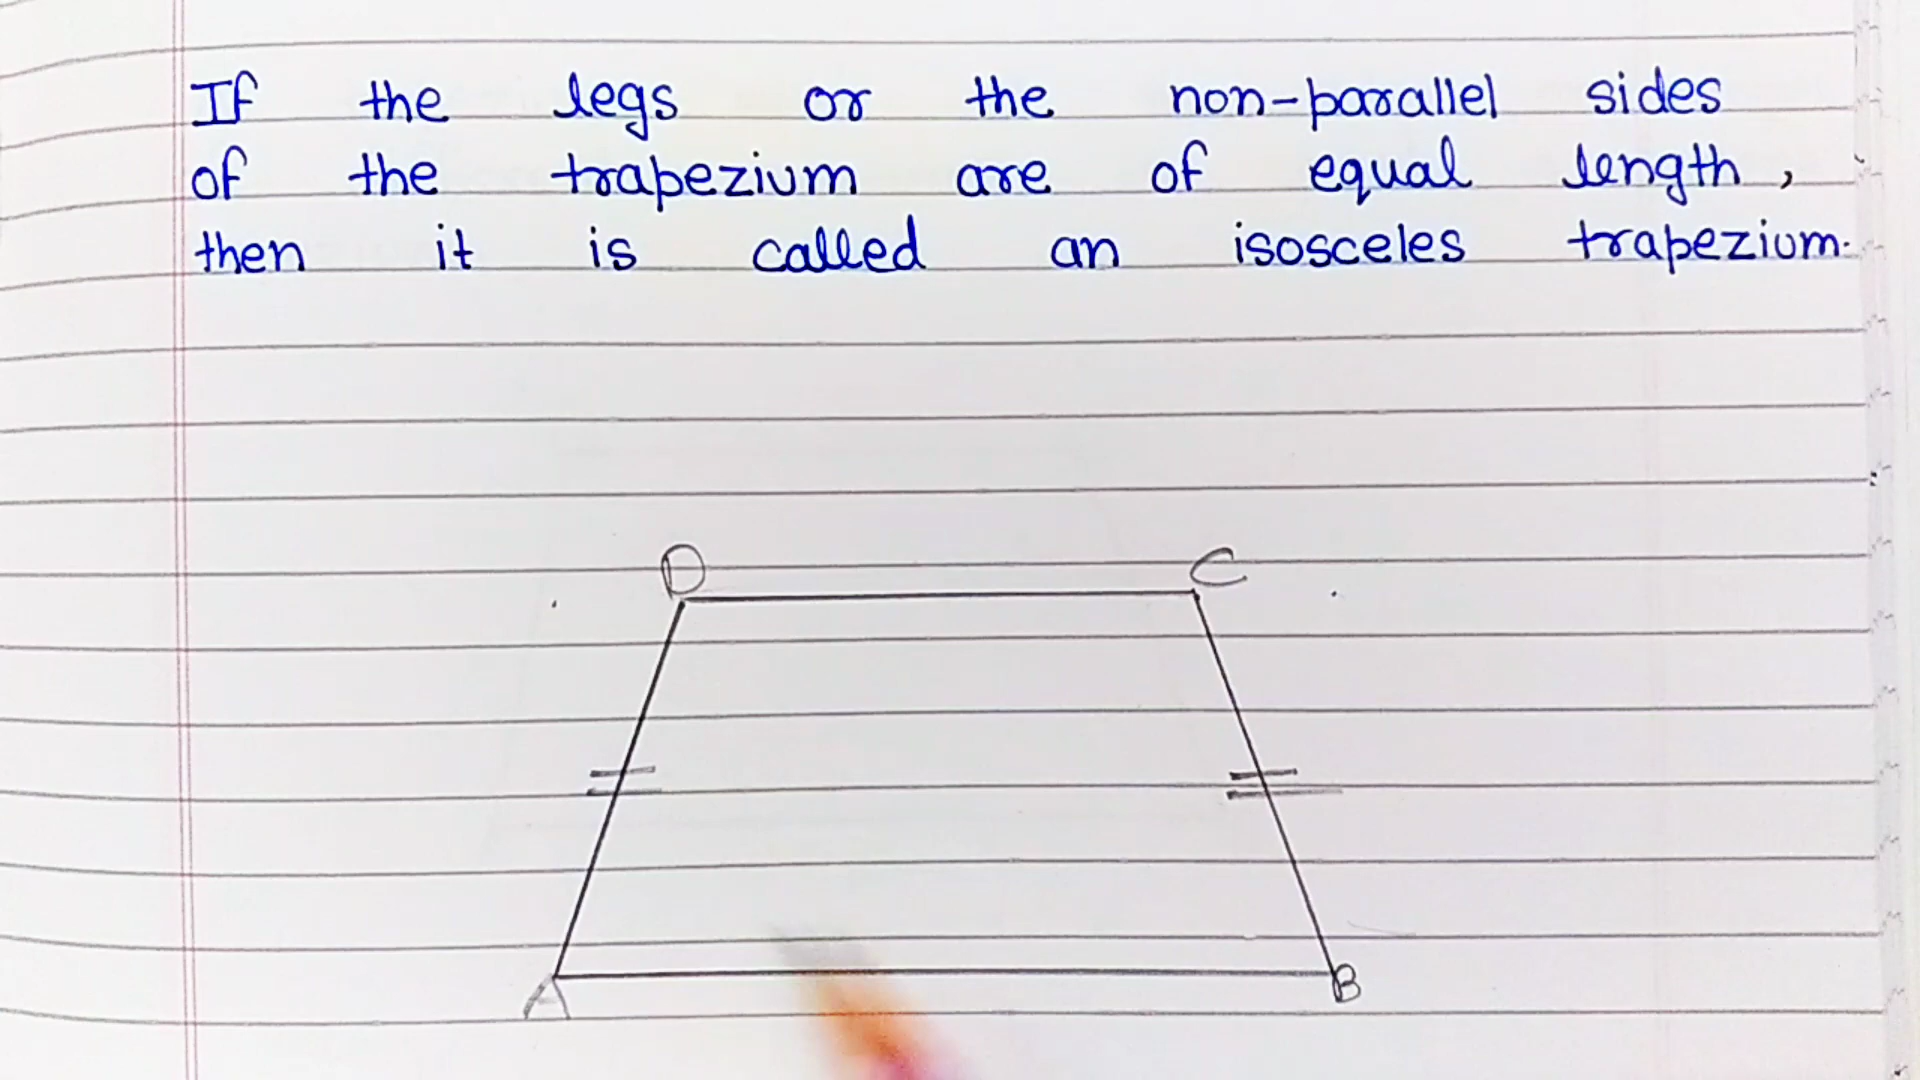 If the legs or the non-parallel sides
of the trapezium are of equal length,
then it is called an isosceles trapezium.
D C
A B